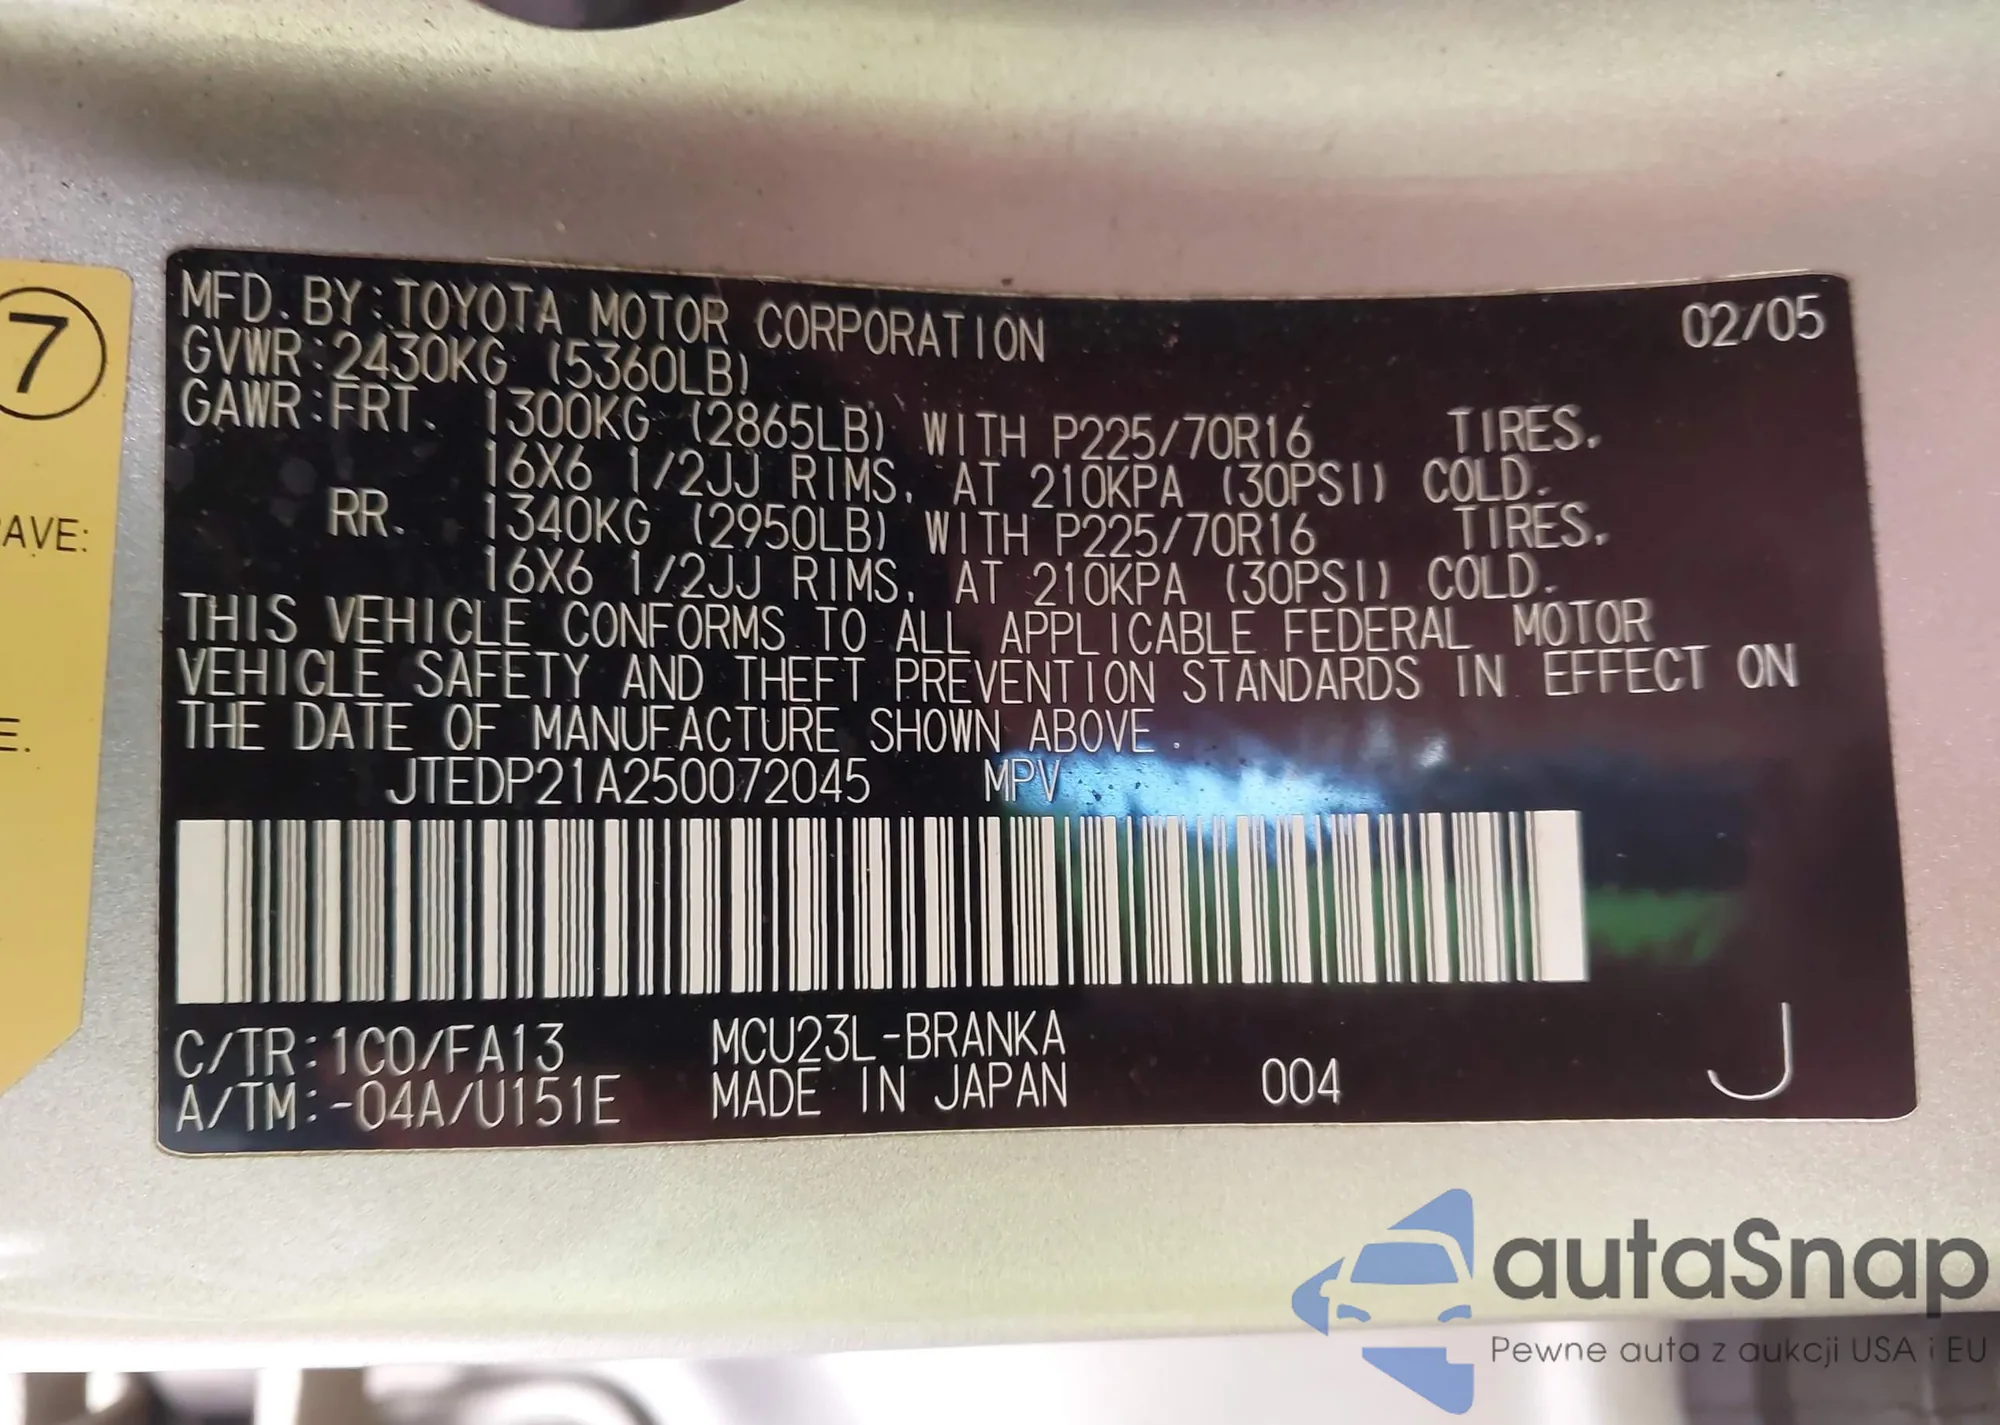 7
AVE:
E.
MFD. BY: TOYOTA MOTOR CORPORATION 02/05
GVWR: 2430KG (5360LB)
GAWR: FRT. 1300KG (2865LB) WITH P225/70R16 TIRES,
16X6 1/2JJ RIMS, AT 210KPA (30PSI) COLD.
RR. 1340KG (2950LB) WITH P225/70R16 TIRES,
16X6 1/2JJ RIMS, AT 210KPA (30PSI) COLD.
THIS VEHICLE CONFORMS TO ALL APPLICABLE FEDERAL MOTOR
VEHICLE SAFETY AND THEFT PREVENTION STANDARDS IN EFFECT ON
THE DATE OF MANUFACTURE SHOWN ABOVE.
JTEDP21A250072045 MPV
C/TR: 1C0/FA13 MCU23L-BRANKA
A/TM: -04A/U151E MADE IN JAPAN 004 J
autaSnap
Pewne auta z aukcji USA i EU